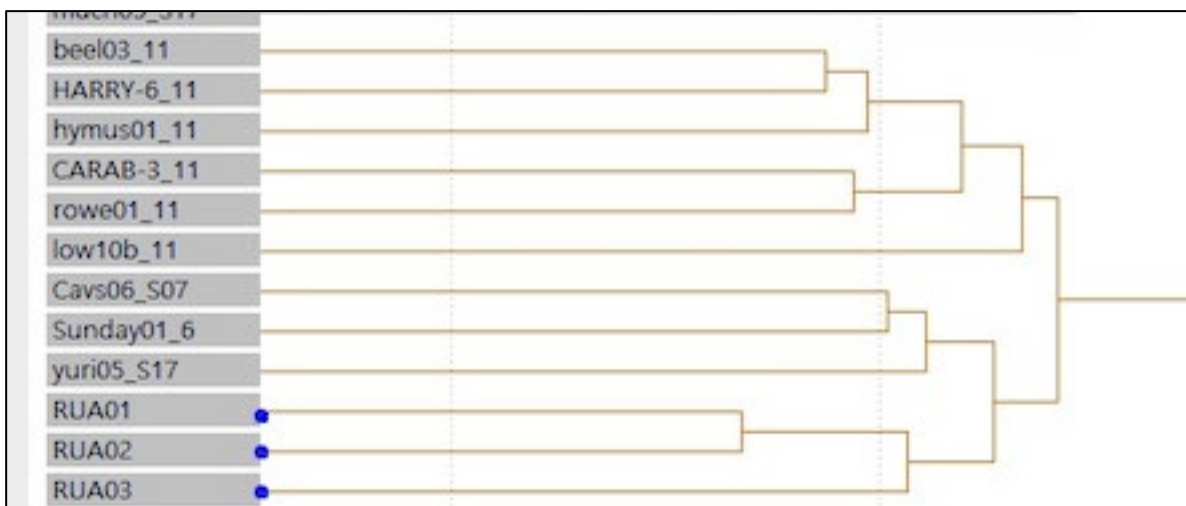 beel03_11
HARRY-6_11
hymus01_11
CARAB-3_11
rowe01_11
low10b_11
Cavs06_S07
Sunday01_6
yuri05_S17
RUA01
RUA02
RUA03